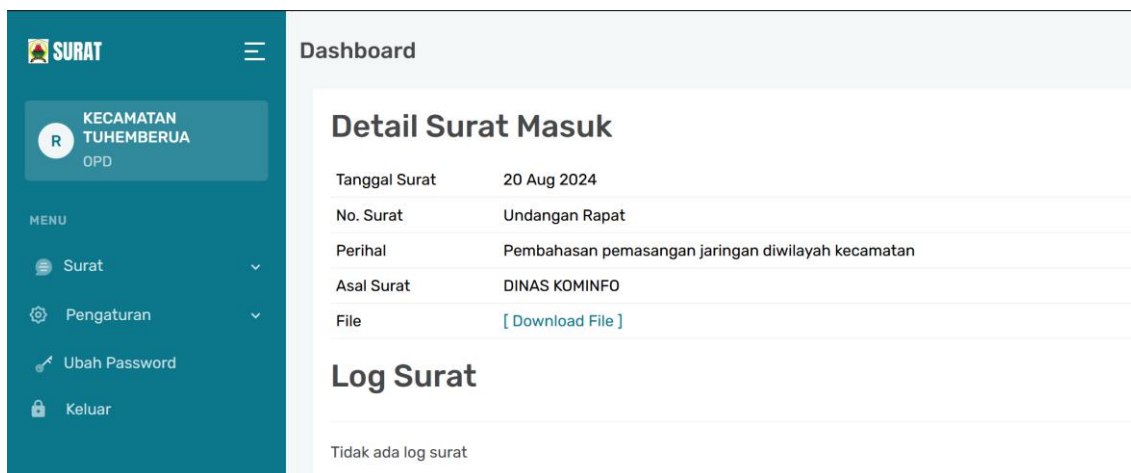 SURAT
Dashboard
R
KECAMATAN
TUHEMBERUA
OPD
MENU
Surat
Pengaturan
Ubah Password
Keluar
Detail Surat Masuk
Tanggal Surat 20 Aug 2024
No. Surat Undangan Rapat
Perihal Pembahasan pemasangan jaringan diwilayah kecamatan
Asal Surat DINAS KOMINFO
File [ Download File ]
Log Surat
Tidak ada log surat